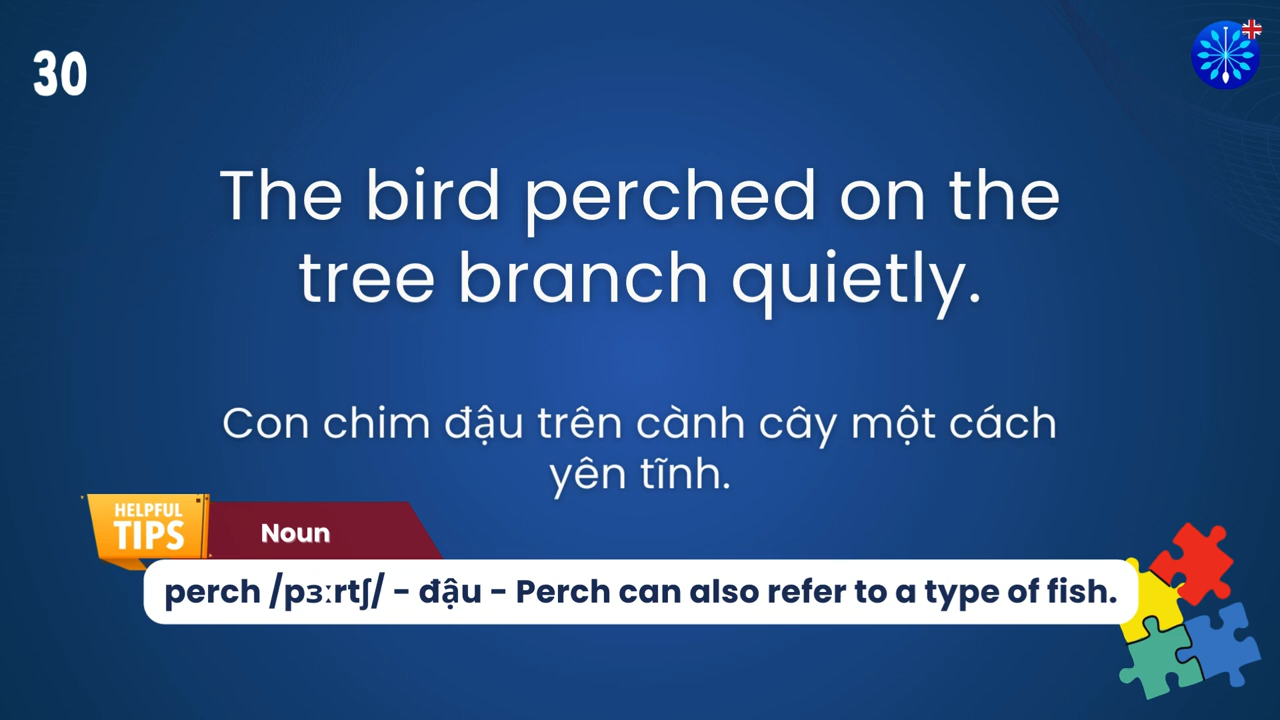 30
The bird perched on the
tree branch quietly.
Con chim đậu trên cành cây một cách
yên tĩnh.
HELPFUL
TIPS
Noun
perch /pɜːrtʃ/ - đậu - Perch can also refer to a type of fish.